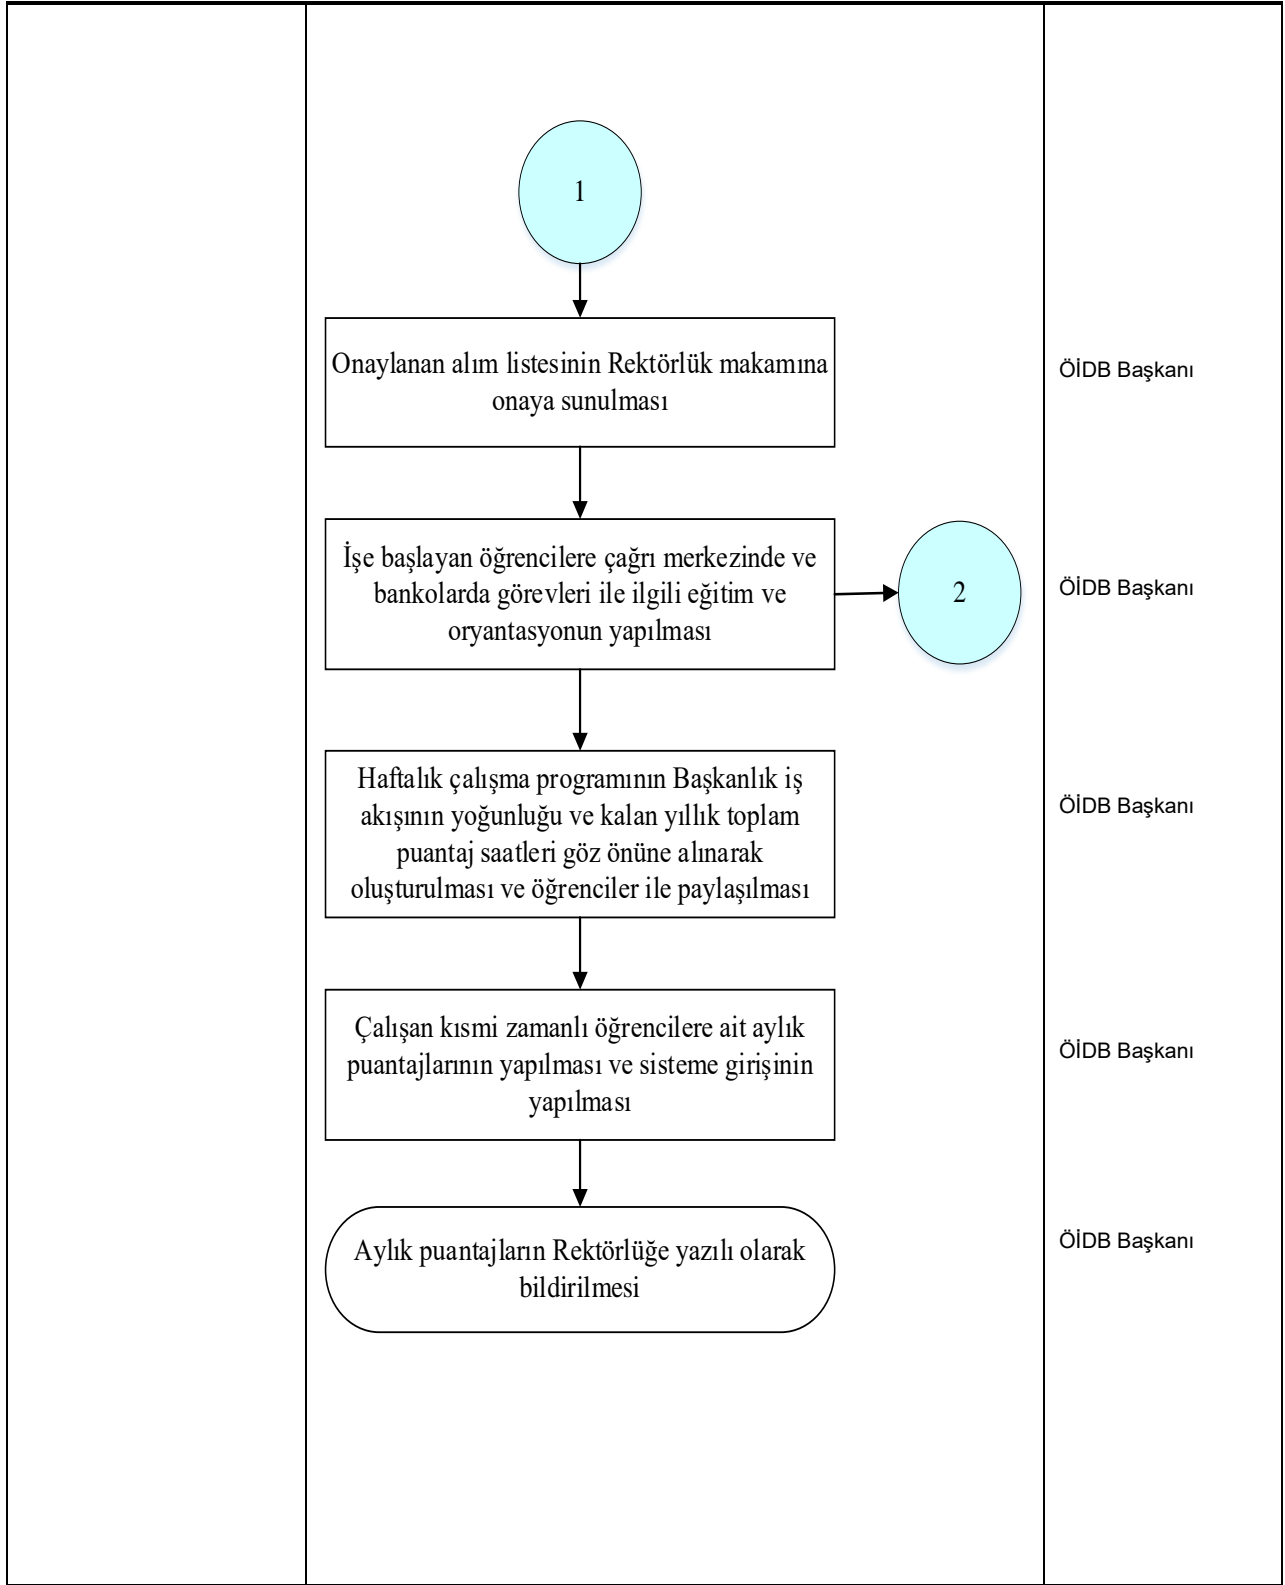 1
Onaylanan alım listesinin Rektörlük makamına
onaya sunulması
ÖİDB Başkanı
İşe başlayan öğrencilere çağrı merkezinde ve
bankolarda görevleri ile ilgili eğitim ve
oryantasyonun yapılması
2
ÖİDB Başkanı
Haftalık çalışma programının Başkanlık iş
akışının yoğunluğu ve kalan yıllık toplam
puantaj saatleri göz önüne alınarak
oluşturulması ve öğrenciler ile paylaşılması
ÖİDB Başkanı
Çalışan kısmi zamanlı öğrencilere ait aylık
puantajlarının yapılması ve sisteme girişinin
yapılması
ÖİDB Başkanı
Aylık puantajların Rektörlüğe yazılı olarak
bildirilmesi
ÖİDB Başkanı